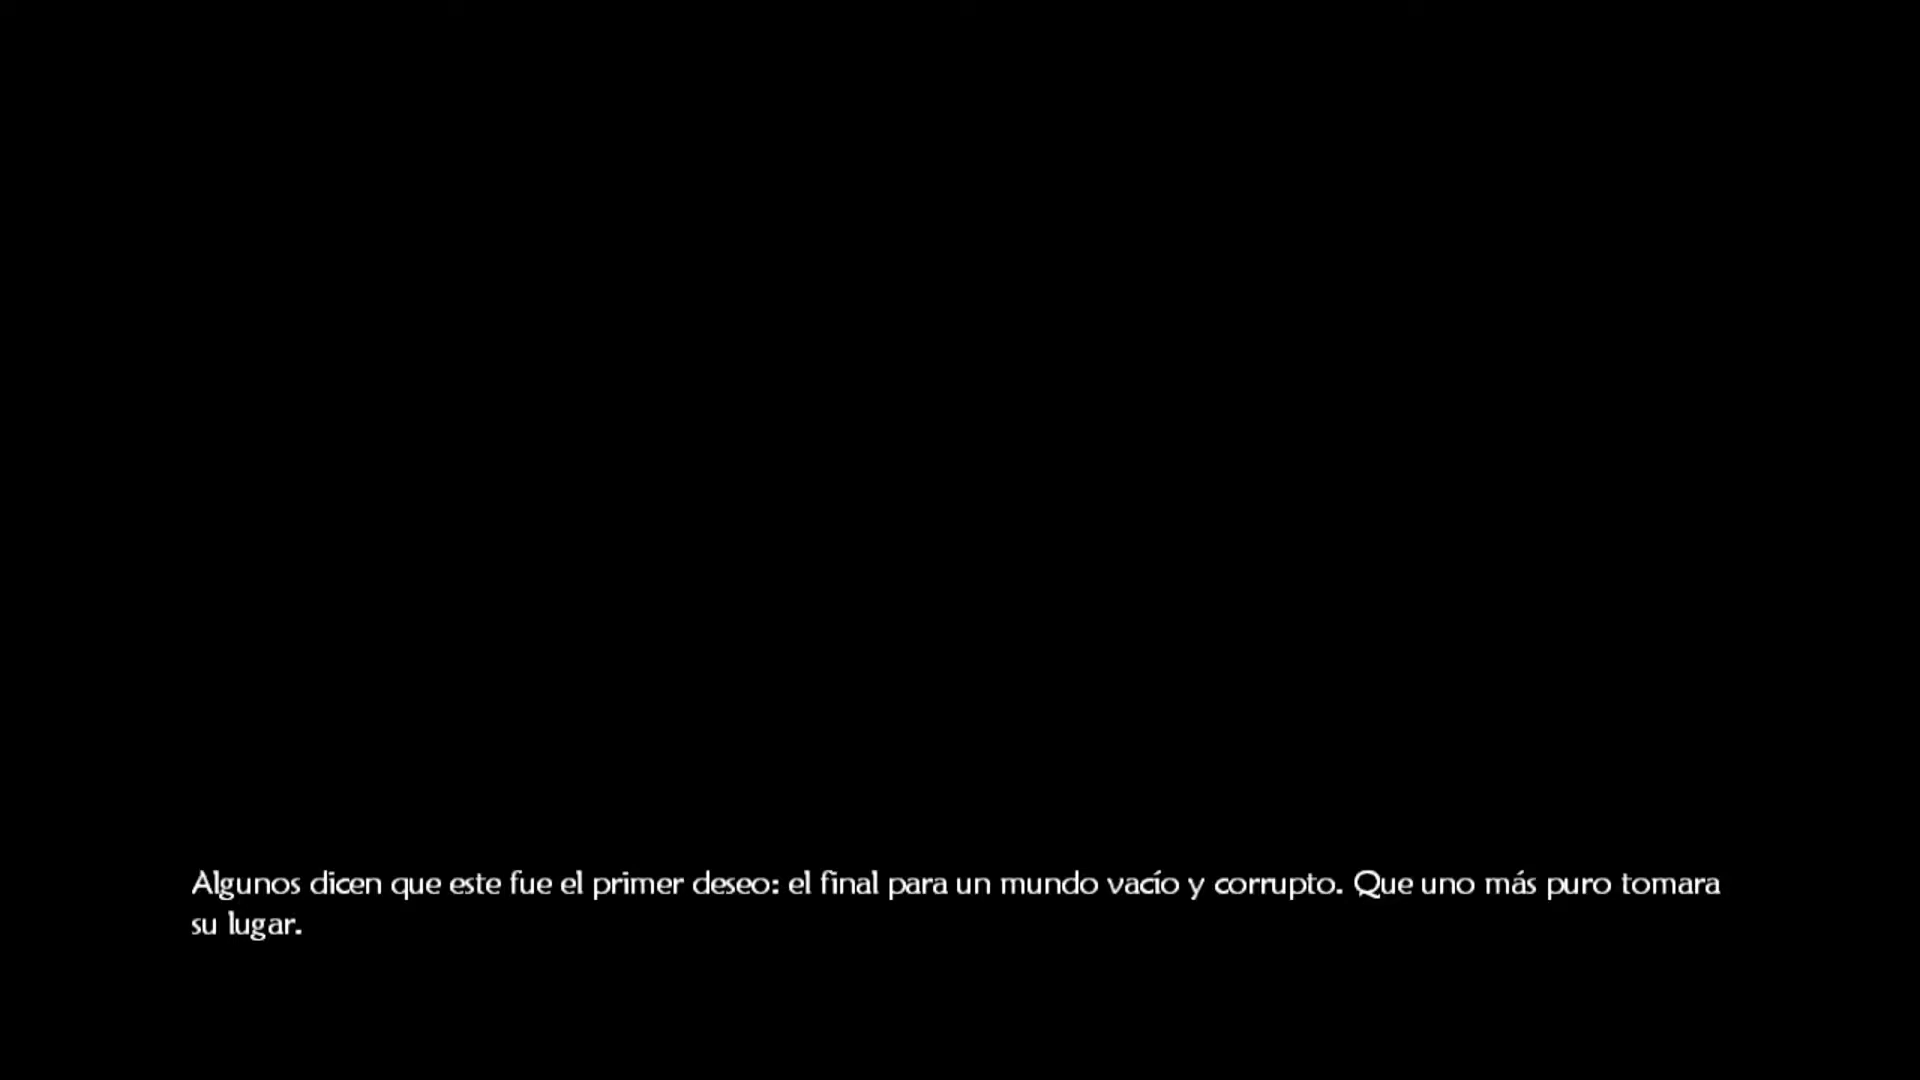 Algunos dicen que este fue el primer deseo: el final para un mundo vacío y corrupto. Que uno más puro tomara
su lugar.